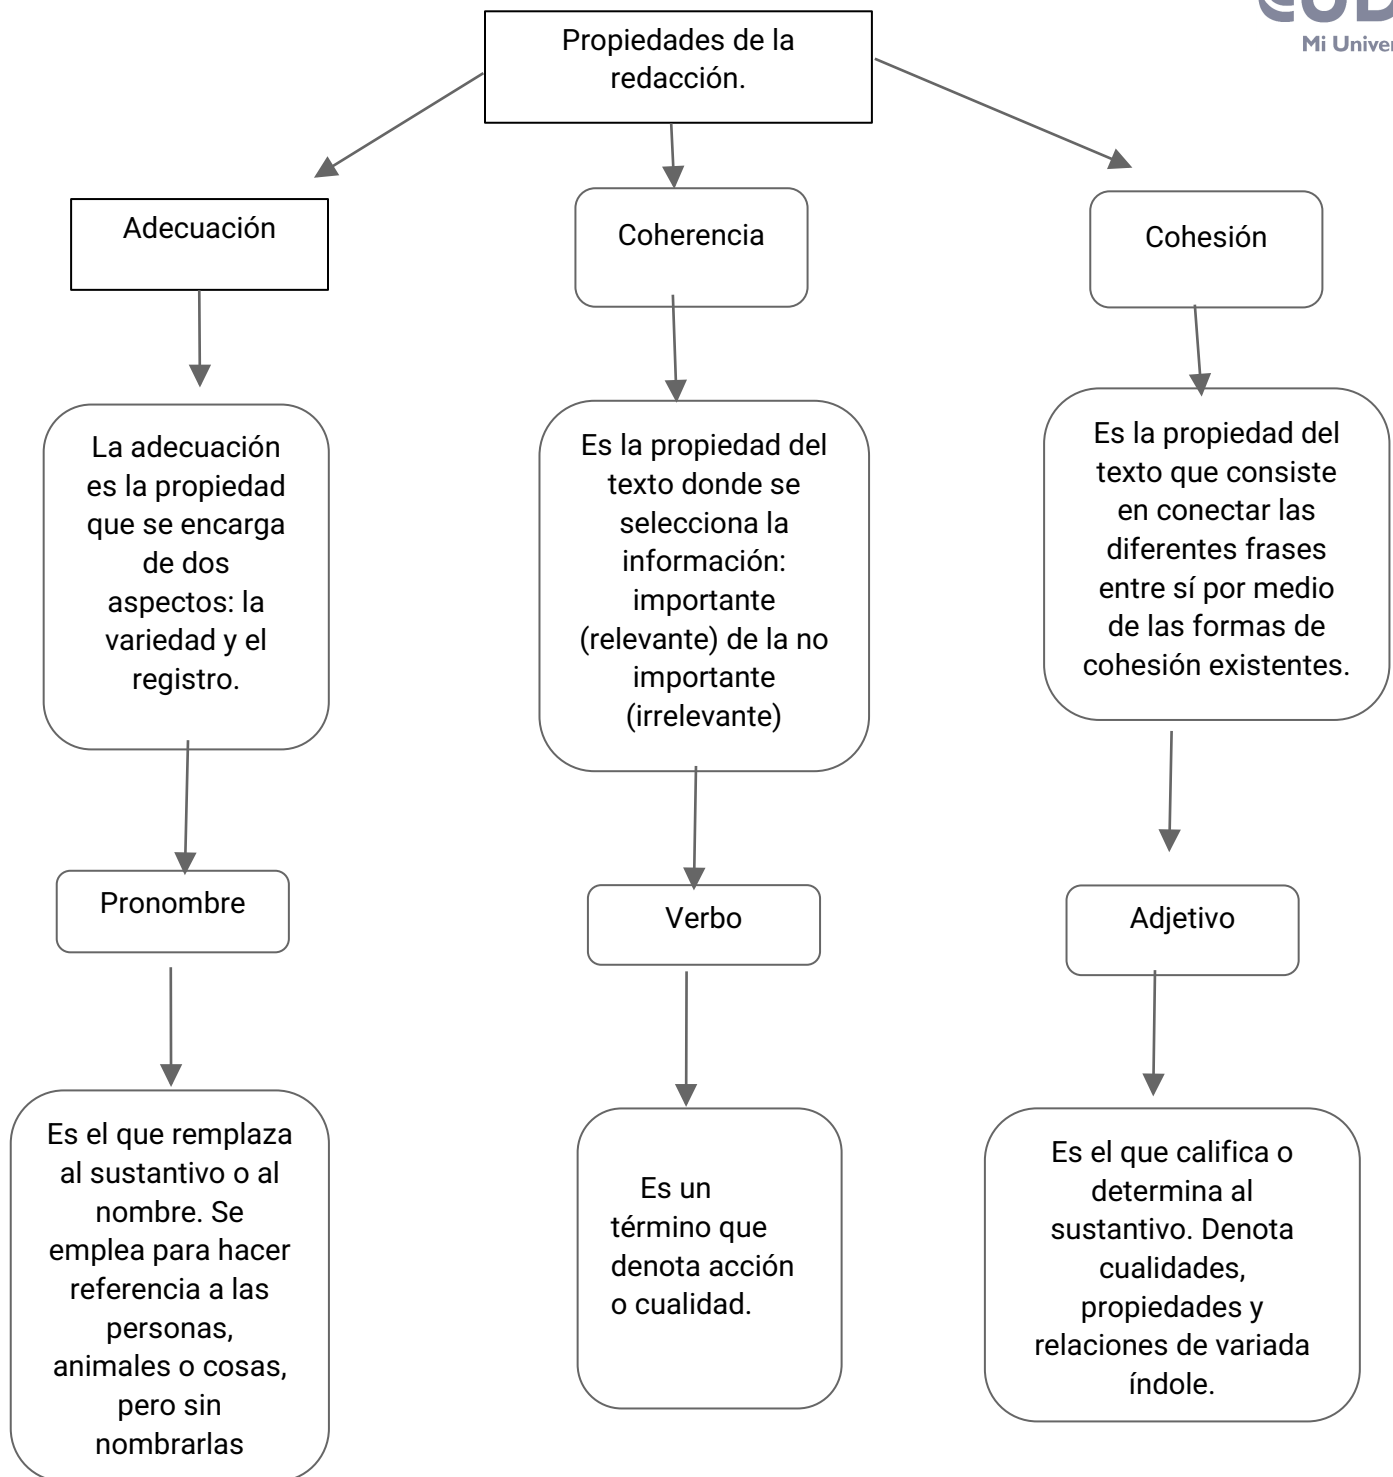 Mi Univer
Propiedades de la
redacción.
Adecuación
Coherencia
Cohesión
La adecuación
es la propiedad
que se encarga
de dos
aspectos: la
variedad y el
registro.
Es la propiedad del
texto donde se
selecciona la
información:
importante
(relevante) de la no
importante
(irrelevante)
Es la propiedad del
texto que consiste
en conectar las
diferentes frases
entre sí por medio
de las formas de
cohesión existentes.
Pronombre
Verbo
Adjetivo
Es el que remplaza
al sustantivo o al
nombre. Se
emplea para hacer
referencia a las
personas,
animales o cosas,
pero sin
nombrarlas
Es un
término que
denota acción
o cualidad.
Es el que califica o
determina al
sustantivo. Denota
cualidades,
propiedades y
relaciones de variada
índole.